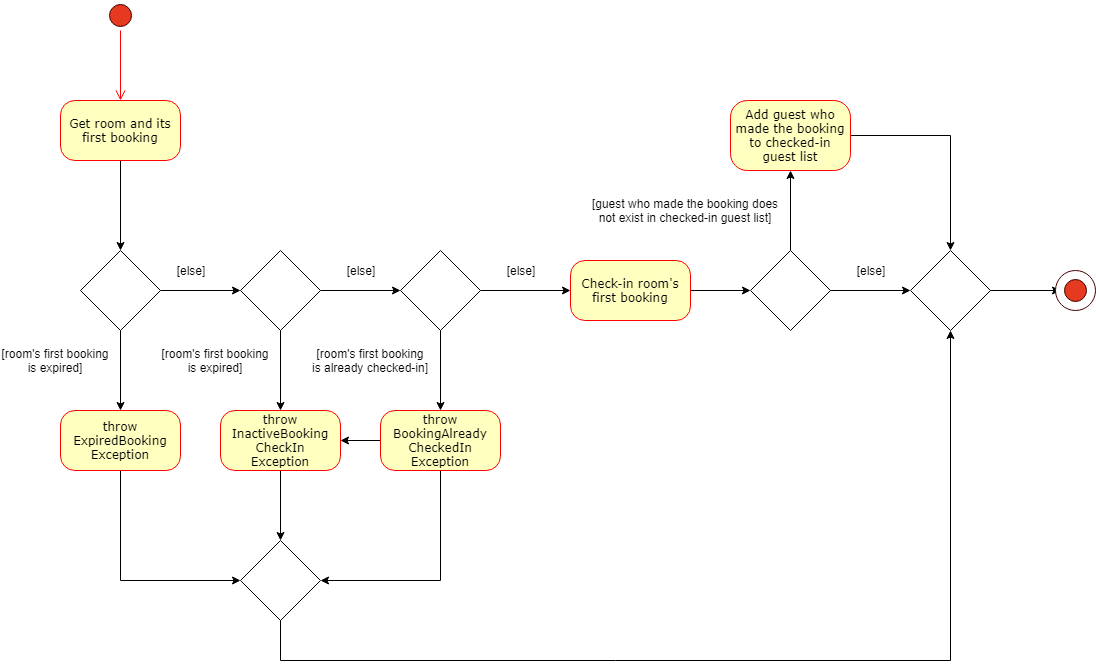 Get room and its
first booking
Add guest who
made the booking
to checked-in
guest list
[guest who made the booking does
not exist in checked-in guest list]
[else]
[else]
[else]
[else]
Check-in room's
first booking
[room's first booking
is expired]
[room's first booking
is expired]
[room's first booking
is already checked-in]
throw
ExpiredBooking
Exception
throw
InactiveBooking
CheckIn
Exception
throw
BookingAlready
CheckedIn
Exception